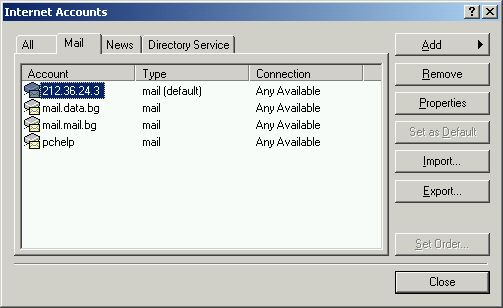 Internet Accounts
All Mail News Directory Service
Account Type Connection
212.36.24.3 mail (default) Any Available
mail.data.bg mail Any Available
mail.mail.bg mail Any Available
pchelp mail Any Available
Add
Remove
Properties
Set as Default
Import...
Export...
Set Order...
Close